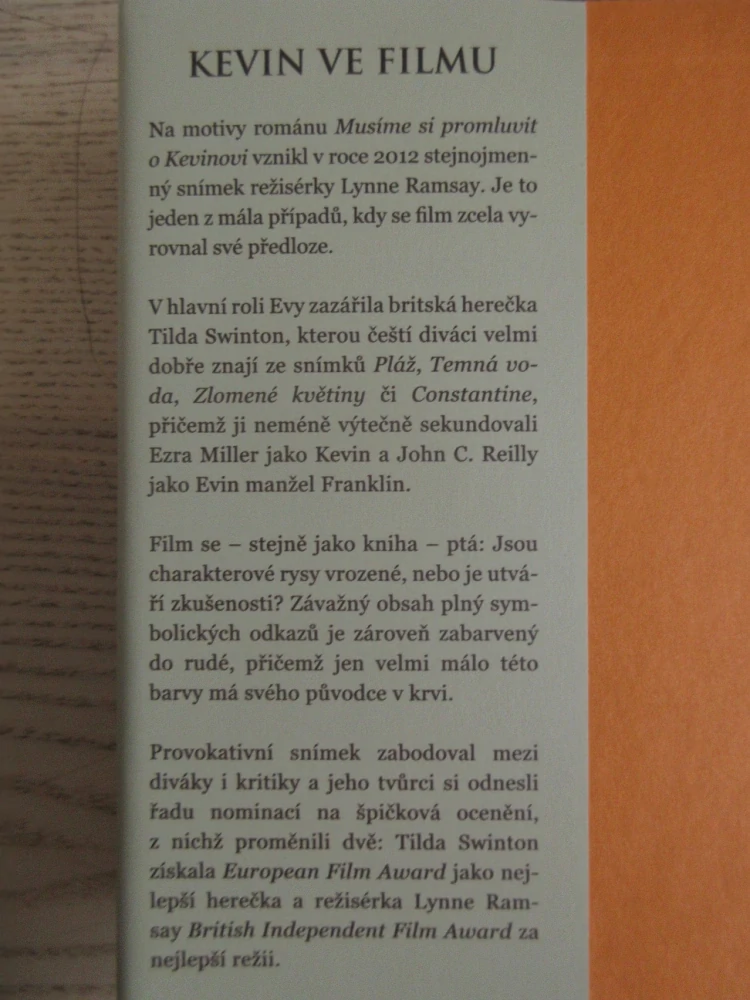 KEVIN VE FILMU
Na motivy románu Musíme si promluvit
o Kevinovi vznikl v roce 2012 stejnojmen-
ný snímek režisérky Lynne Ramsay. Je to
jeden z mála případů, kdy se film zcela vy-
rovnal své předloze.
V hlavní roli Evy zazářila britská herečka
Tilda Swinton, kterou čeští diváci velmi
dobře znají ze snímků Pláž, Temná vo-
da, Zlomené květiny či Constantine,
přičemž ji neméně výtečně sekundovali
Ezra Miller jako Kevin a John C. Reilly
jako Evin manžel Franklin.
Film se – stejně jako kniha – ptá: Jsou
charakterové rysy vrozené, nebo je utvá-
ří zkušenosti? Závažný obsah plný sym-
bolických odkazů je zároveň zabarvený
do rudé, přičemž jen velmi málo této
barvy má svého původce v krvi.
Provokativní snímek zabodoval mezi
diváky i kritiky a jeho tvůrci si odnesli
řadu nominací na špičková ocenění,
z nichž proměnili dvě: Tilda Swinton
získala European Film Award jako nej-
lepší herečka a režisérka Lynne Ram-
say British Independent Film Award za
nejlepší režii.